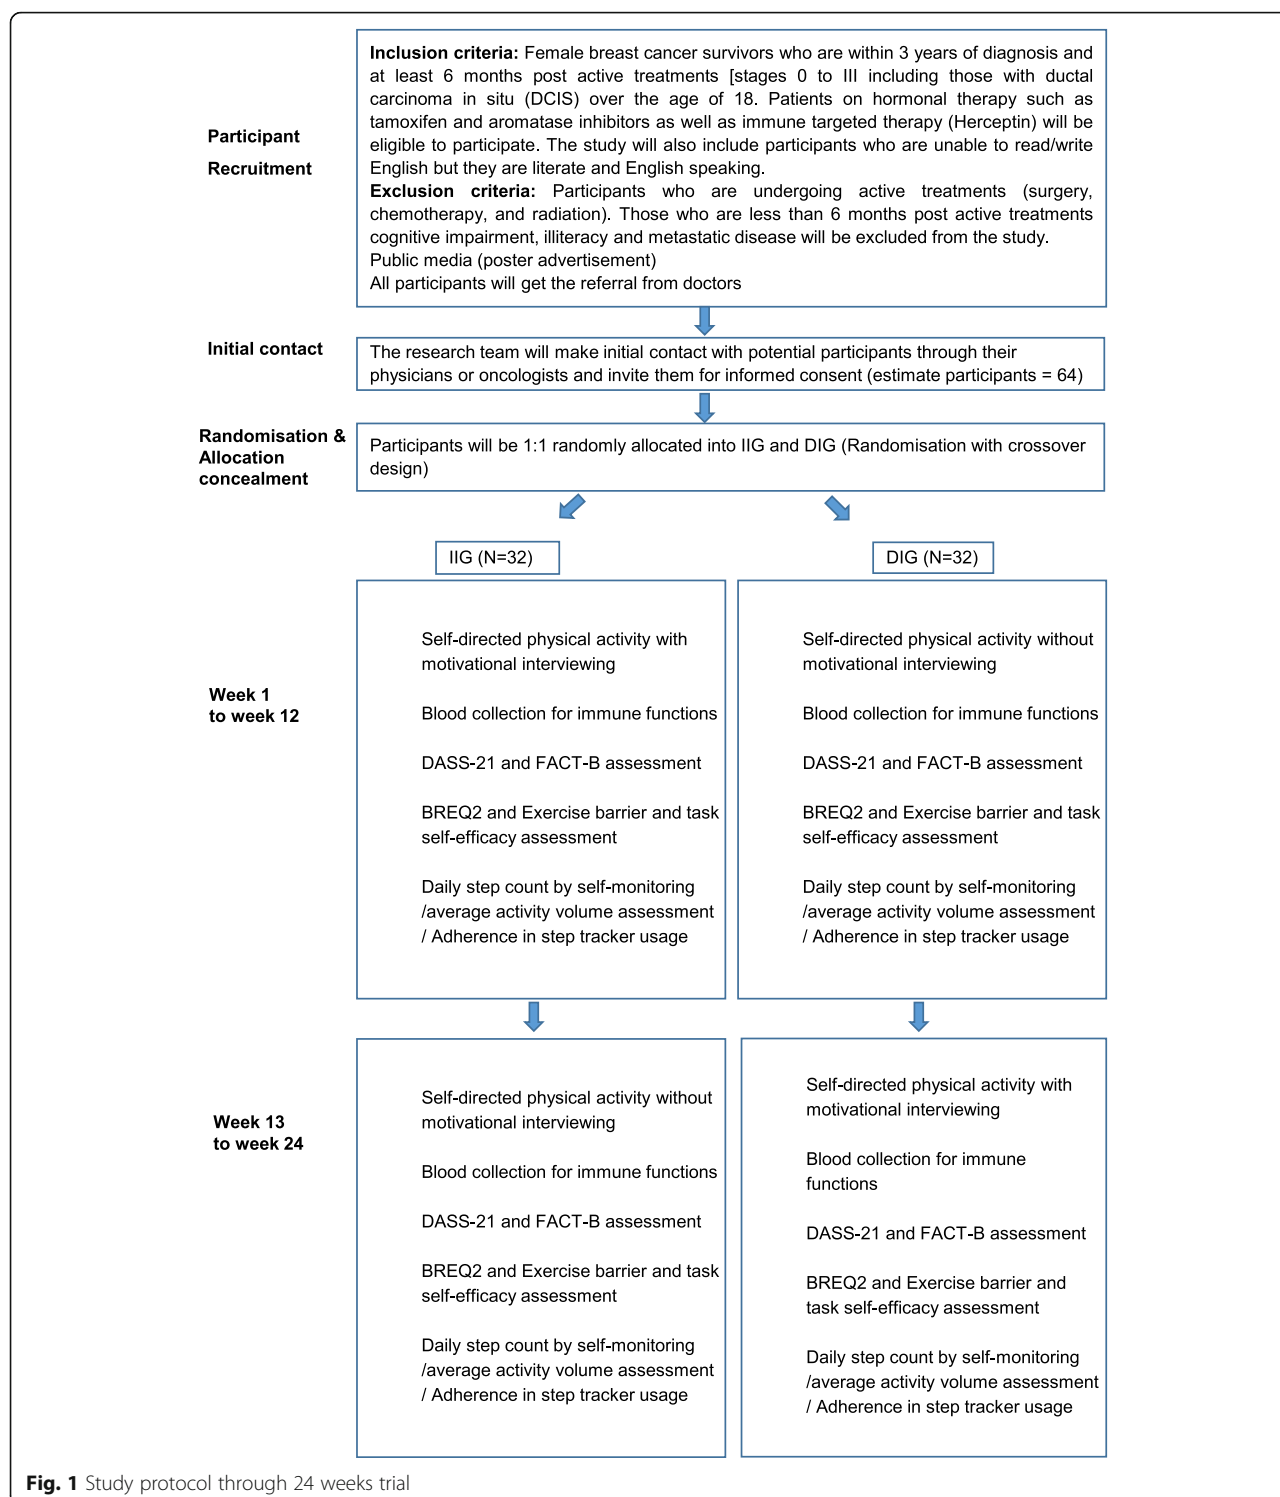 Participant
Recruitment
Inclusion criteria: Female breast cancer survivors who are within 3 years of diagnosis and
at least 6 months post active treatments [stages 0 to III including those with ductal
carcinoma in situ (DCIS) over the age of 18. Patients on hormonal therapy such as
tamoxifen and aromatase inhibitors as well as immune targeted therapy (Herceptin) will be
eligible to participate. The study will also include participants who are unable to read/write
English but they are literate and English speaking.
Exclusion criteria: Participants who are undergoing active treatments (surgery,
chemotherapy, and radiation). Those who are less than 6 months post active treatments
cognitive impairment, illiteracy and metastatic disease will be excluded from the study.
Public media (poster advertisement)
All participants will get the referral from doctors
Initial contact
The research team will make initial contact with potential participants through their
physicians or oncologists and invite them for informed consent (estimate participants = 64)
Randomisation &
Allocation
concealment
Participants will be 1:1 randomly allocated into IIG and DIG (Randomisation with crossover
design)
IIG (N=32)
DIG (N=32)
Week 1
to week 12
Self-directed physical activity with
motivational interviewing
Blood collection for immune functions
DASS-21 and FACT-B assessment
BREQ2 and Exercise barrier and task
self-efficacy assessment
Daily step count by self-monitoring
/average activity volume assessment
/ Adherence in step tracker usage
Self-directed physical activity without
motivational interviewing
Blood collection for immune functions
DASS-21 and FACT-B assessment
BREQ2 and Exercise barrier and task
self-efficacy assessment
Daily step count by self-monitoring
/average activity volume assessment
/ Adherence in step tracker usage
Week 13
to week 24
Self-directed physical activity without
motivational interviewing
Blood collection for immune functions
DASS-21 and FACT-B assessment
BREQ2 and Exercise barrier and task
self-efficacy assessment
Daily step count by self-monitoring
/average activity volume assessment
/ Adherence in step tracker usage
Self-directed physical activity with
motivational interviewing
Blood collection for immune
functions
DASS-21 and FACT-B assessment
BREQ2 and Exercise barrier and
task self-efficacy assessment
Daily step count by self-monitoring
/average activity volume assessment
/ Adherence in step tracker usage
Fig. 1 Study protocol through 24 weeks trial